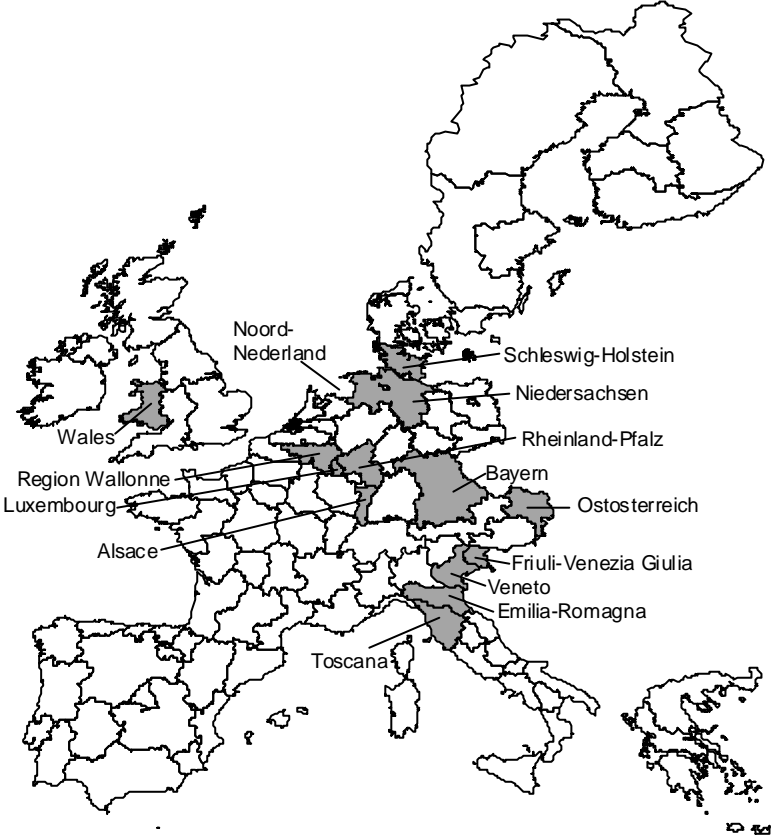 Noord-
Nederland
Schleswig-Holstein
Niedersachsen
Wales
Rheinland-Pfalz
Region Wallonne
Bayern
Luxembourg
Ostosterreich
Alsace
Friuli-Venezia Giulia
Veneto
Emilia-Romagna
Toscana